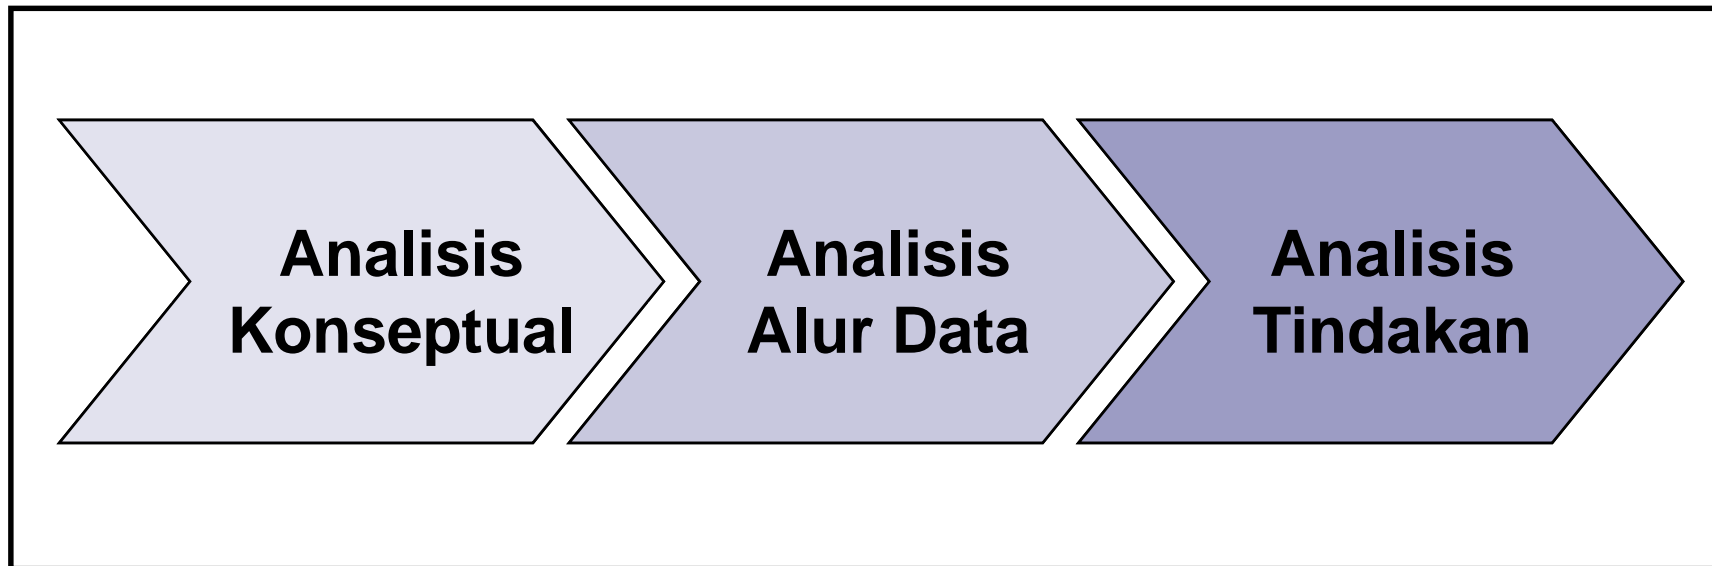 Analisis
Konseptual
Analisis
Alur Data
Analisis
Tindakan